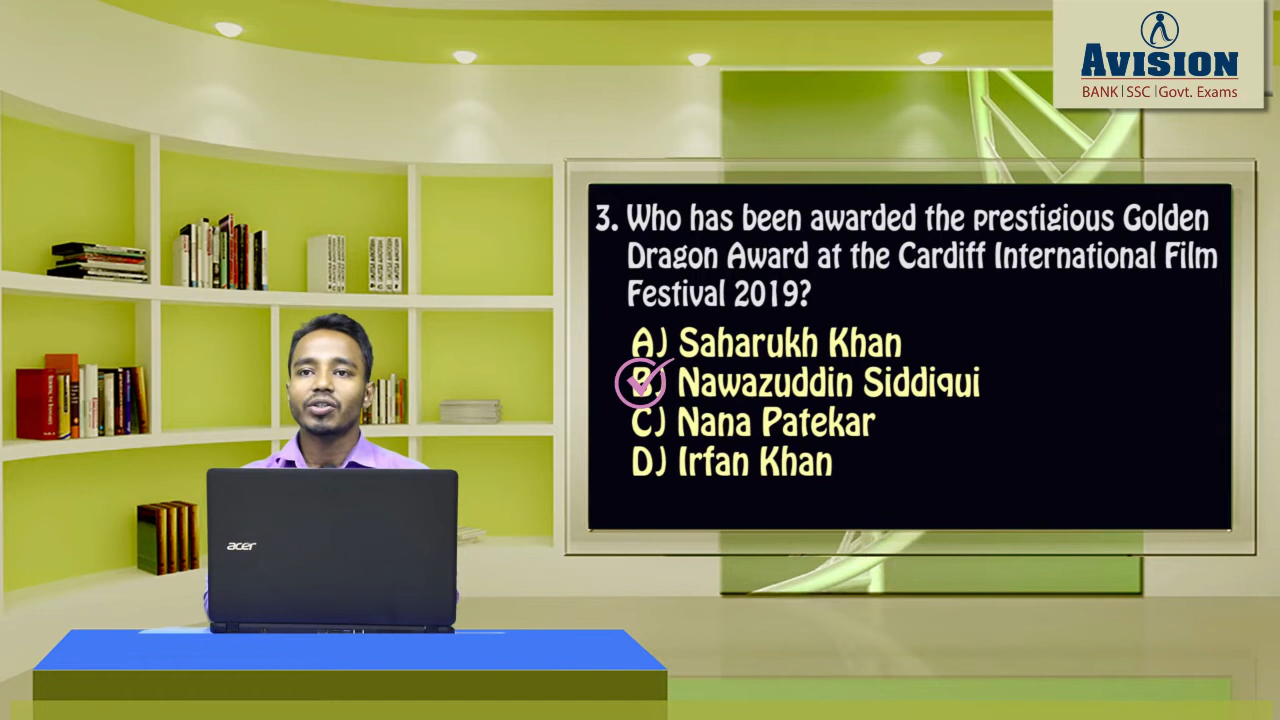 AVISION
BANK|SSC|Govt. Exams
3. Who has been awarded the prestigious Golden
Dragon Award at the Cardiff International Film
Festival 2019?
A) Saharukh Khan
B) Nawazuddin Siddiqui
C) Nana Patekar
D) Irfan Khan
acer